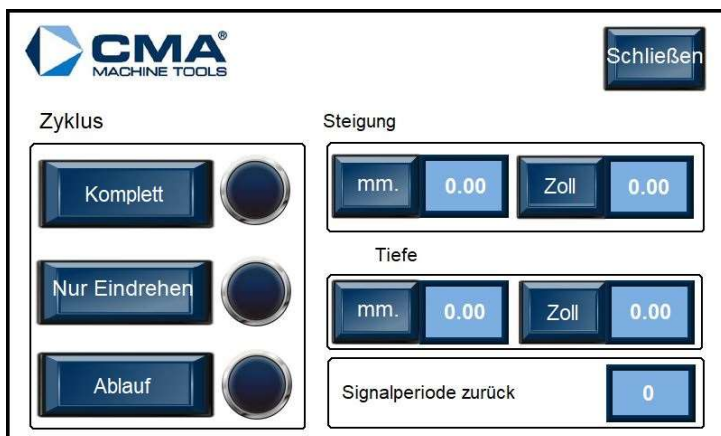 CMA®
MACHINE TOOLS
Schließen
Zyklus
Komplett
Nur Eindrehen
Ablauf
Steigung
mm. 0.00 Zoll 0.00
Tiefe
mm. 0.00 Zoll 0.00
Signalperiode zurück 0